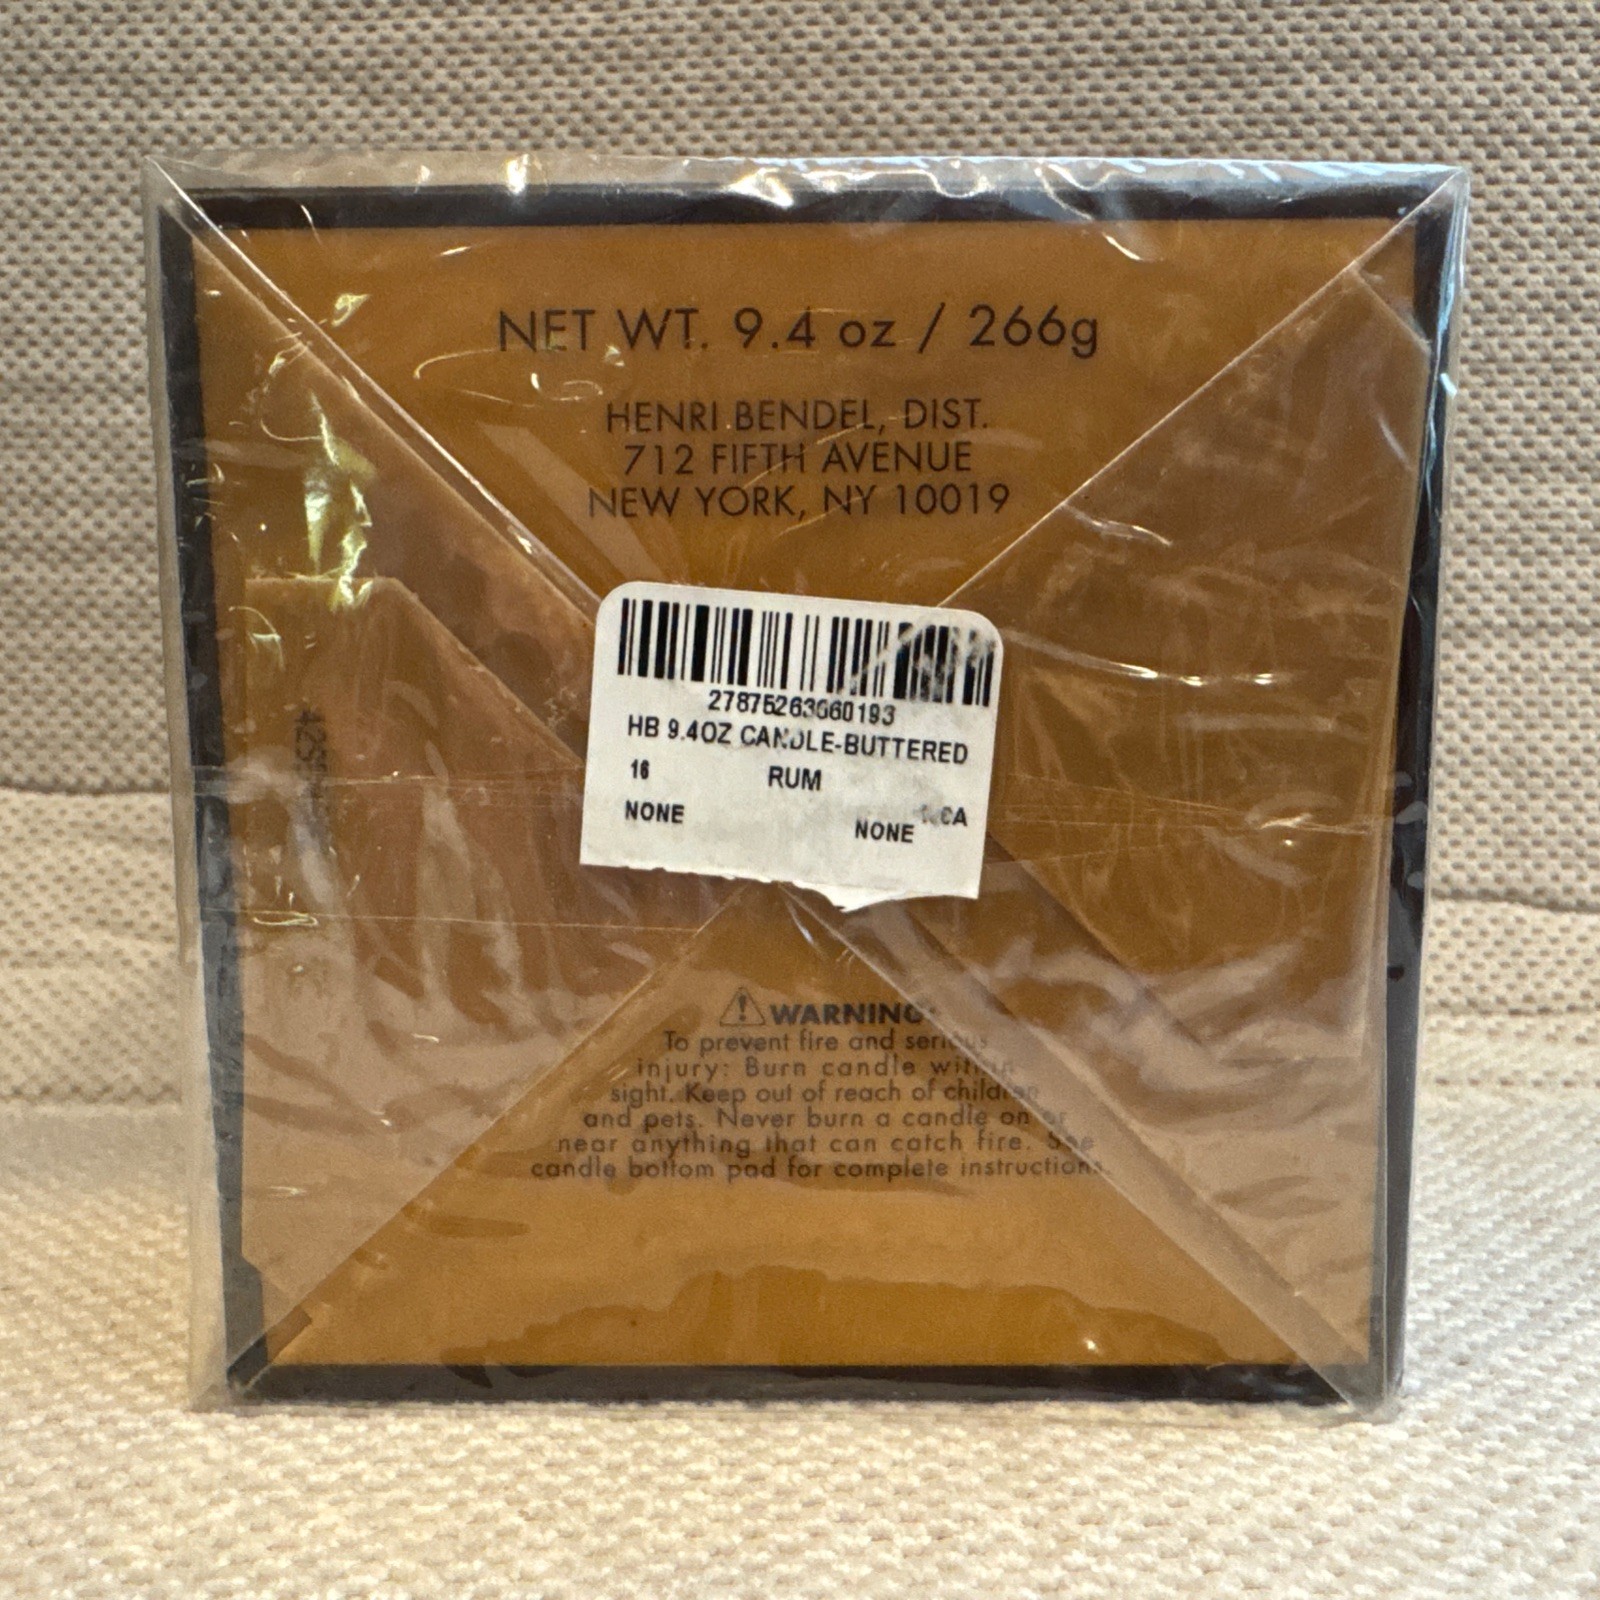 NET WT. 9.4 oz / 266g
HENRI BENDEL, DIST.
712 FIFTH AVENUE
NEW YORK, NY 10019
27875263060193
HB 9.4OZ CANDLE-BUTTERED
16 RUM
NONE NONE
WARNING:
To prevent fire and serious
injury: Burn candle within
sight. Keep out of reach of children
and pets. Never burn a candle on or
near anything that can catch fire. See
candle bottom pad for complete instructions.